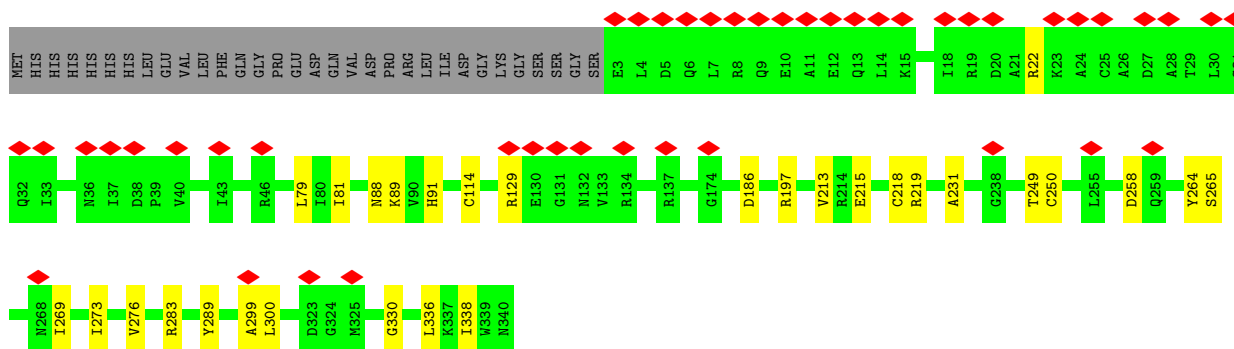 MET HIS HIS HIS HIS HIS HIS LEU GLU VAL LEU PHE GLN GLY PRO GLU ASP GLN VAL ASP PRO ARG LEU ILE ASP GLY LYS GLY SER SER GLY SER E3 L4 D5 Q6 L7 R8 Q9 E10 A11 E12 Q13 L14 K15 I18 R19 D20 A21 R22 K23 A24 C25 A26 D27 A28 T29 L30
Q32 I33 N36 I37 D38 P39 V40 I43 R46 L79 I80 I81 N88 K89 V90 H91 C114 R129 E130 G131 N132 V133 R134 R137 G174 D186 R197 V213 R214 E215 C218 R219 A231 G238 T249 C250 L255 D258 Q259 Y264 S265
N268 I269 I273 V276 R283 Y289 A299 L300 D323 G324 M325 G330 L336 K337 I338 W339 N340